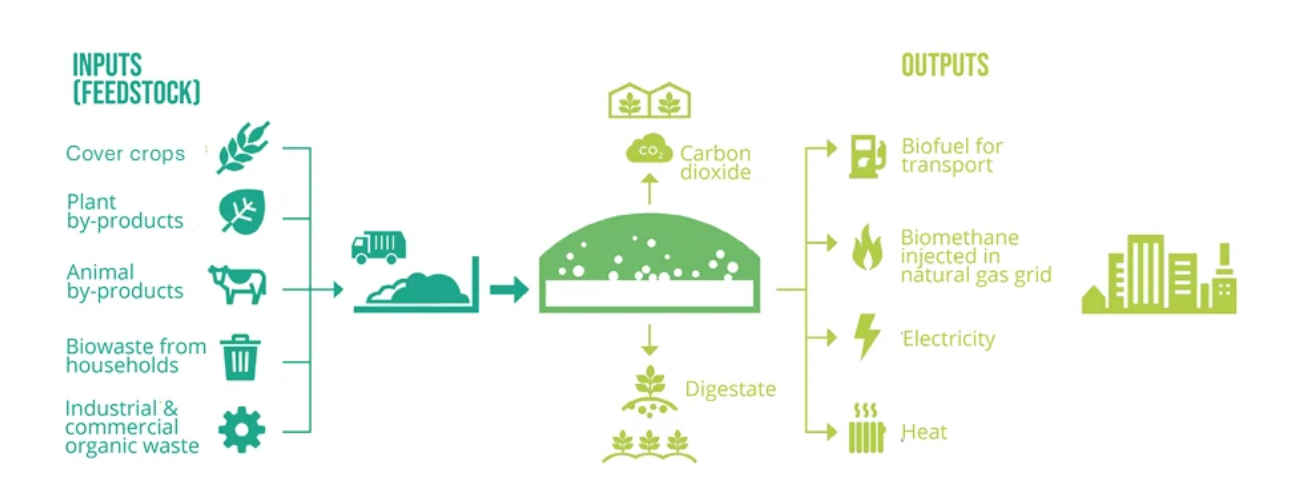 INPUTS
(FEEDSTOCK)
Cover crops
Plant
by-products
Animal
by-products
Biowaste from
households
Industrial &
commercial
organic waste
CO₂
Carbon
dioxide
Digestate
OUTPUTS
Biofuel for
transport
Biomethane
injected in
natural gas grid
Electricity
Heat